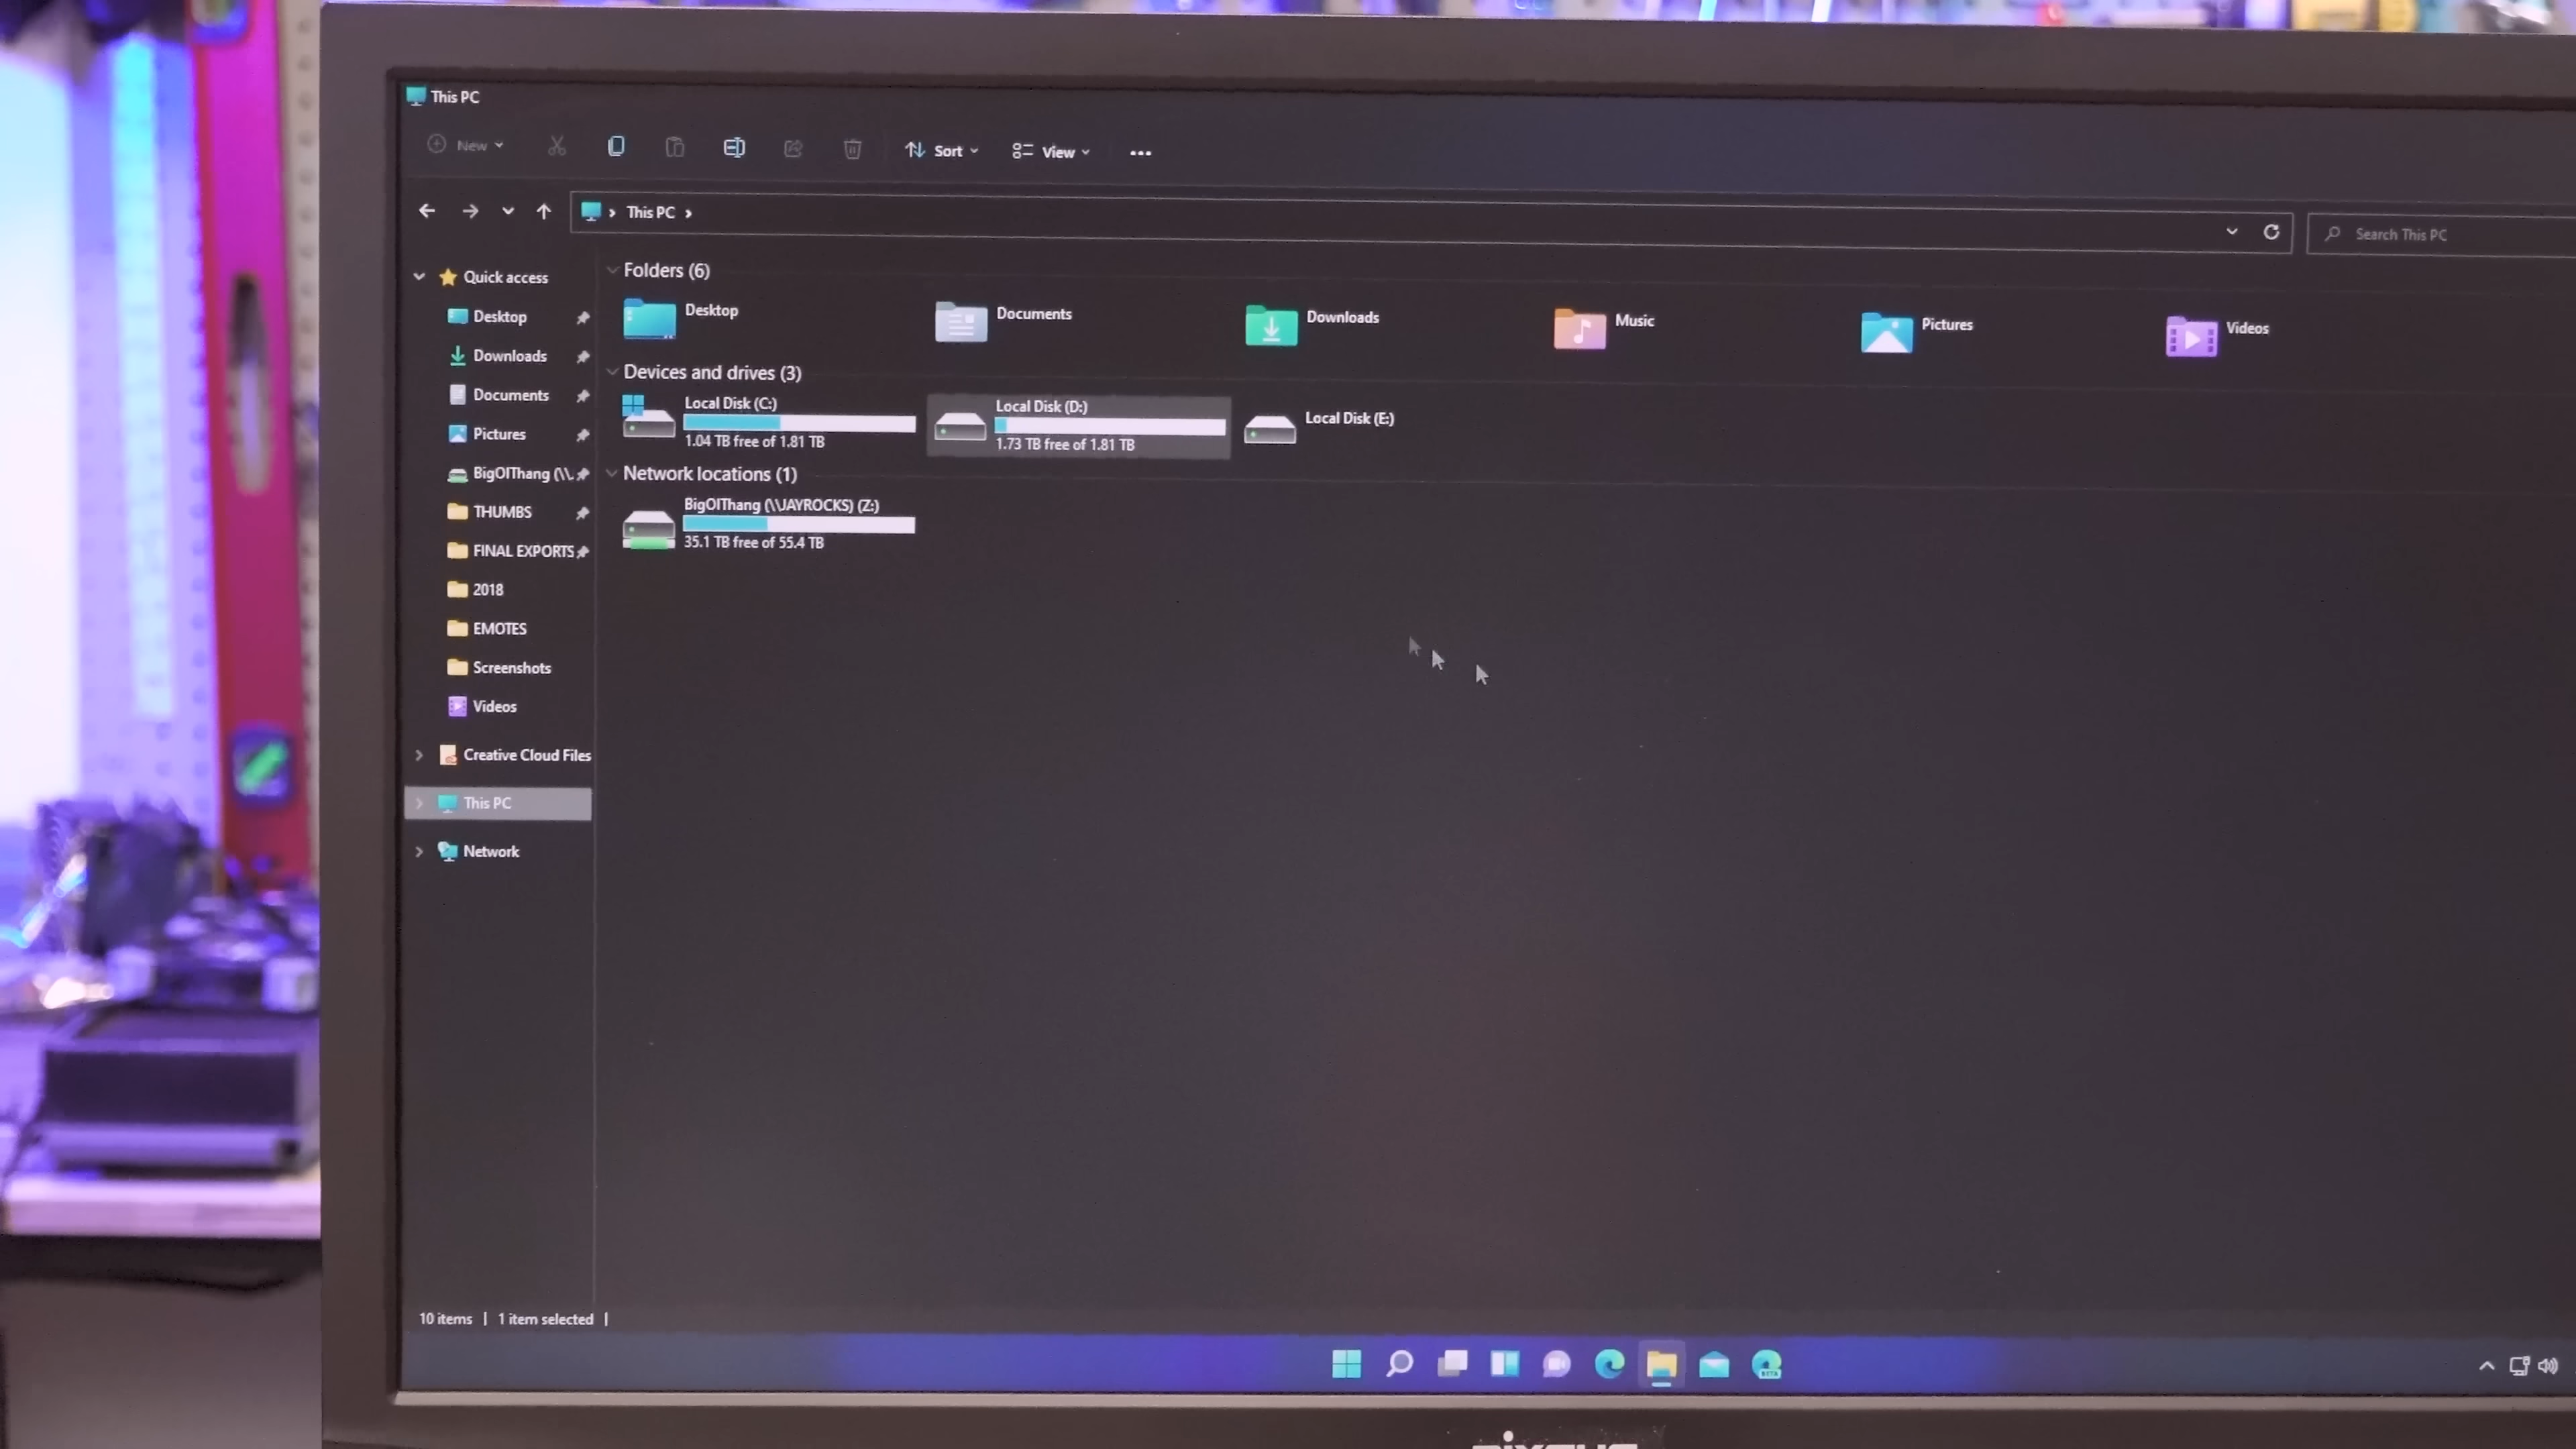 This PC
New
Sort
View
This PC
Search This PC
Quick access
Desktop
Downloads
Documents
Pictures
BigOlThang (\\
THUMBS
FINAL EXPORTS
2018
EMOTES
Screenshots
Videos
Creative Cloud Files
This PC
Network
Folders (6)
Desktop
Documents
Downloads
Music
Pictures
Videos
Devices and drives (3)
Local Disk (C:)
1.04 TB free of 1.81 TB
Local Disk (D:)
1.73 TB free of 1.81 TB
Local Disk (E:)
Network locations (1)
BigOlThang (\\JAYROCKS) (Z:)
35.1 TB free of 55.4 TB
10 items | 1 item selected |
BETA